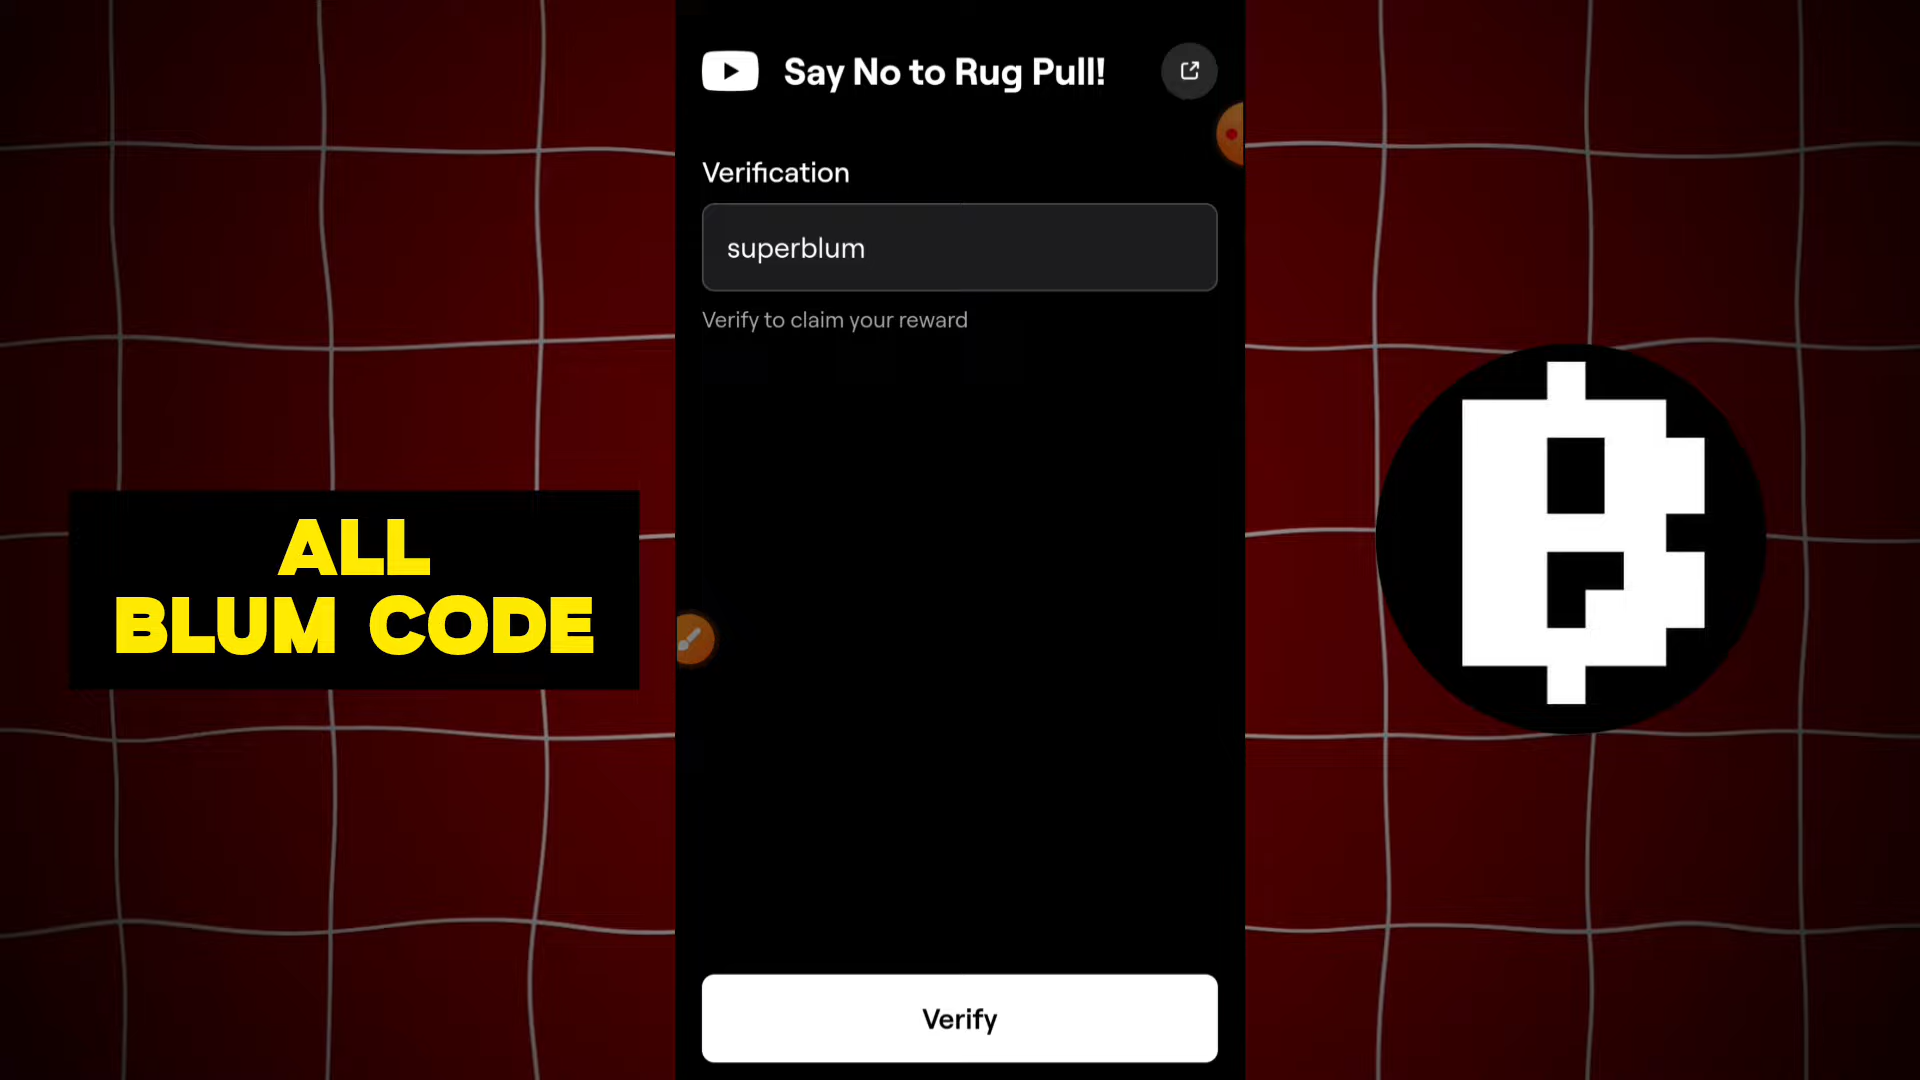 Say No to Rug Pull!
Verification
superblum
Verify to claim your reward
ALL
BLUM CODE
Verify